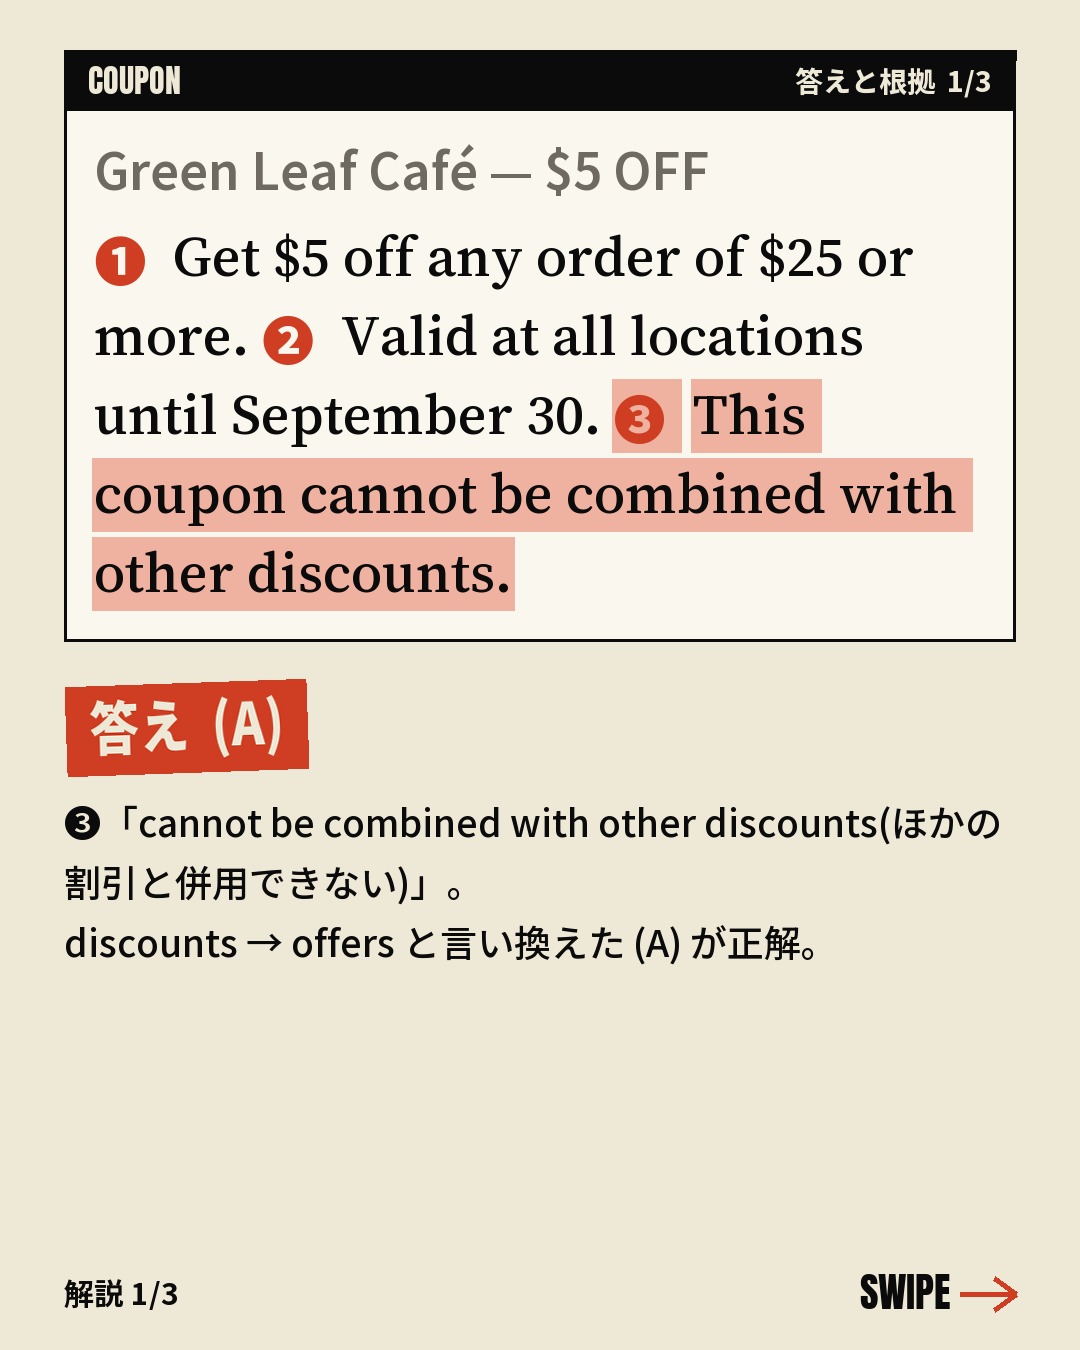 COUPON
答えと根拠 1/3
Green Leaf Café — $5 OFF
❶ Get $5 off any order of $25 or
more. ❷ Valid at all locations
until September 30. ❸ This
coupon cannot be combined with
other discounts.
答え (A)
❸「cannot be combined with other discounts(ほかの
割引と併用できない)」。
discounts → offers と言い換えた (A) が正解。
解説 1/3
SWIPE →